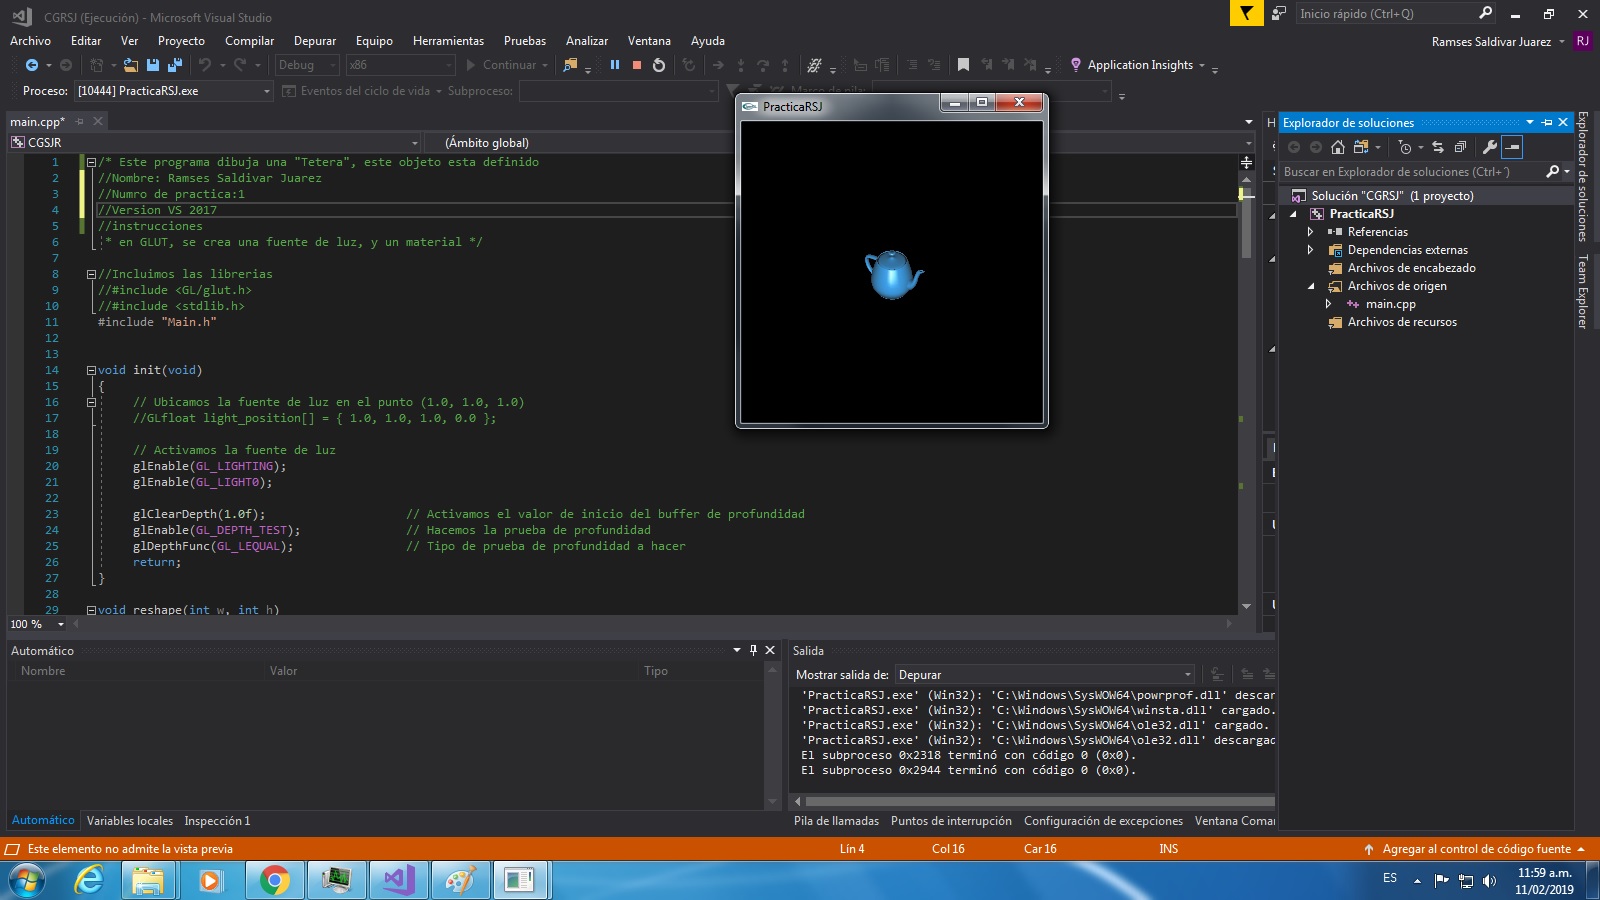 CGRSJ (Ejecución) - Microsoft Visual Studio
Inicio rápido (Ctrl+Q)
Archivo Editar Ver Proyecto Compilar Depurar Equipo Herramientas Pruebas Analizar Ventana Ayuda
Ramses Saldivar Juarez RJ
Debug x86 Continuar Application Insights
Proceso: [10444] PracticaRSJ.exe Eventos del ciclo de vida Subproceso: Marco de pila:
main.cpp*
CGSJR (Ámbito global)
1 /* Este programa dibuja una "Tetera", este objeto esta definido
2 //Nombre: Ramses Saldivar Juarez
3 //Numro de practica:1
4 //Version VS 2017
5 //instrucciones
6 * en GLUT, se crea una fuente de luz, y un material */
7
8 //Incluimos las librerias
9 //#include <GL/glut.h>
10 //#include <stdlib.h>
11 #include "Main.h"
12
13
14 void init(void)
15 {
16 // Ubicamos la fuente de luz en el punto (1.0, 1.0, 1.0)
17 //GLfloat light_position[] = { 1.0, 1.0, 1.0, 0.0 };
18
19 // Activamos la fuente de luz
20 glEnable(GL_LIGHTING);
21 glEnable(GL_LIGHT0);
22
23 glClearDepth(1.0f); // Activamos el valor de inicio del buffer de profundidad
24 glEnable(GL_DEPTH_TEST); // Hacemos la prueba de profundidad
25 glDepthFunc(GL_LEQUAL); // Tipo de prueba de profundidad a hacer
26 return;
27 }
28
29 void reshape(int w, int h)
100 %
PracticaRSJ
Explorador de soluciones
Buscar en Explorador de soluciones (Ctrl+´)
Solución "CGRSJ" (1 proyecto)
PracticaRSJ
Referencias
Dependencias externas
Archivos de encabezado
Archivos de origen
main.cpp
Archivos de recursos
Explorador de soluciones
Team Explorer
Automático
Nombre Valor Tipo
Automático Variables locales Inspección 1
Salida
Mostrar salida de: Depurar
'PracticaRSJ.exe' (Win32): 'C:\Windows\SysWOW64\powrprof.dll' descar
'PracticaRSJ.exe' (Win32): 'C:\Windows\SysWOW64\winsta.dll' cargado.
'PracticaRSJ.exe' (Win32): 'C:\Windows\SysWOW64\ole32.dll' cargado.
'PracticaRSJ.exe' (Win32): 'C:\Windows\SysWOW64\ole32.dll' descargad
El subproceso 0x2318 terminó con código 0 (0x0).
El subproceso 0x2944 terminó con código 0 (0x0).
Pila de llamadas Puntos de interrupción Configuración de excepciones Ventana Coman
Este elemento no admite la vista previa Lín 4 Col 16 Car 16 INS Agregar al control de código fuente
ES 11:59 a.m.
11/02/2019